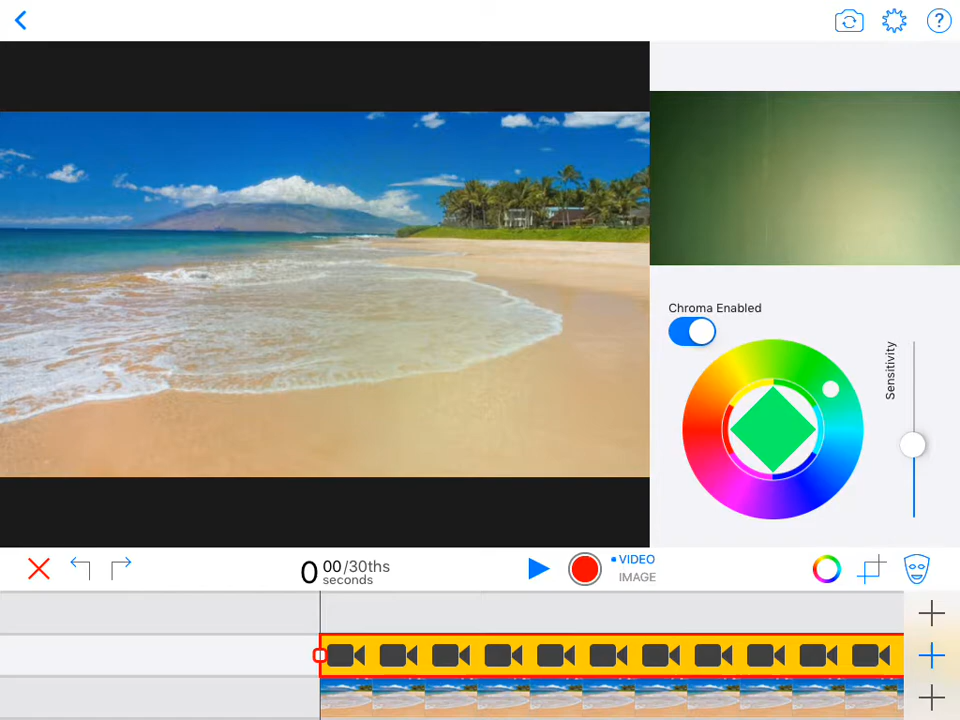 ?
Chroma Enabled
Sensitivity
0 00/30ths
seconds
VIDEO
IMAGE